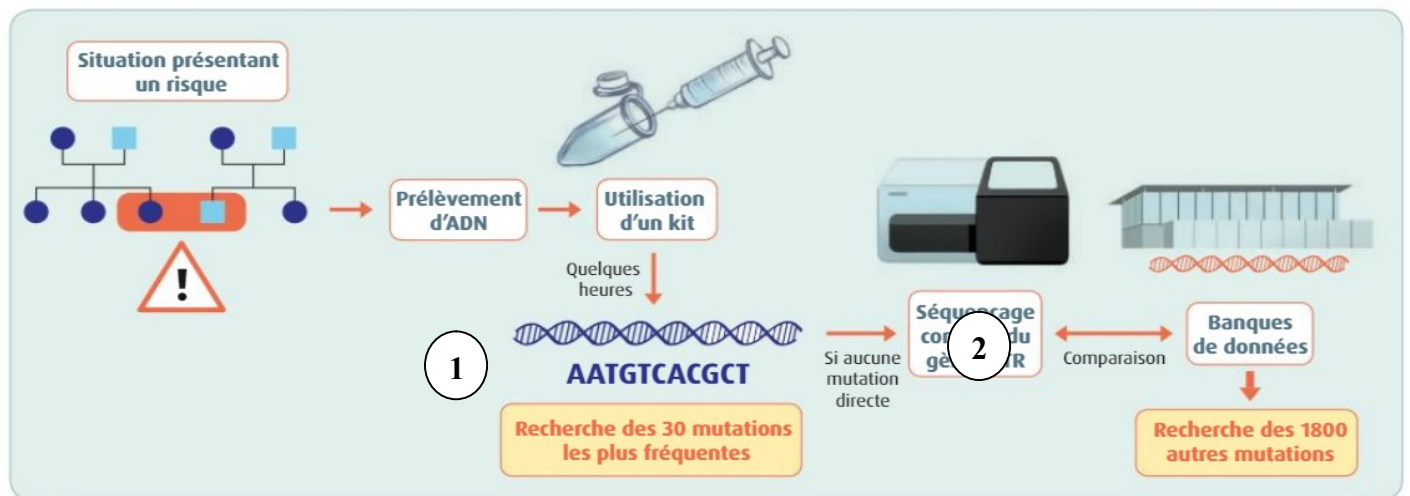 Situation présentant
un risque
!
Prélèvement
d'ADN
Utilisation
d'un kit
Quelques
heures
1
AATGTCACGCT
Recherche des 30 mutations
les plus fréquentes
Si aucune
mutation
directe
2
Comparaison
Banques
de données
Recherche des 1800
autres mutations